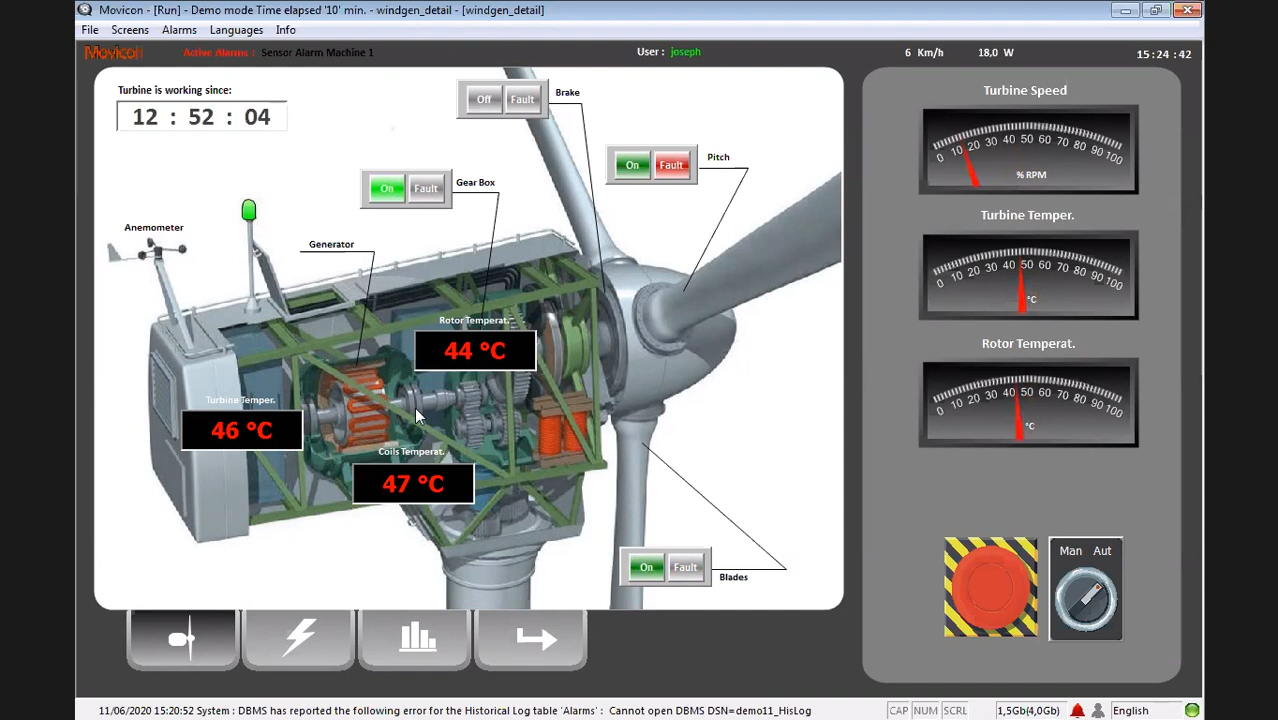 Movicon - [Run] - Demo mode Time elapsed '10' min. - windgen_detail - [windgen_detail]
File Screens Alarms Languages Info
Movicon Active Alarms : Sensor Alarm Machine 1 User : joseph 6 Km/h 18,0 W 15:24 : 42
Turbine is working since:
12 : 52 : 04
Off Fault Brake
On Fault Pitch
On Fault Gear Box
Anemometer
Generator
Rotor Temperat.
44 °C
Turbine Temper.
46 °C
Coils Temperat.
47 °C
On Fault Blades
Turbine Speed
0 10 20 30 40 50 60 70 80 90 100
% RPM
Turbine Temper.
0 10 20 30 40 50 60 70 80 90 100
°C
Rotor Temperat.
0 10 20 30 40 50 60 70 80 90 100
°C
Man Aut
11/06/2020 15:20:52 System : DBMS has reported the following error for the Historical Log table 'Alarms' : Cannot open DBMS DSN=demo11_HisLog CAP NUM SCRL 1,5Gb(4,0Gb) English